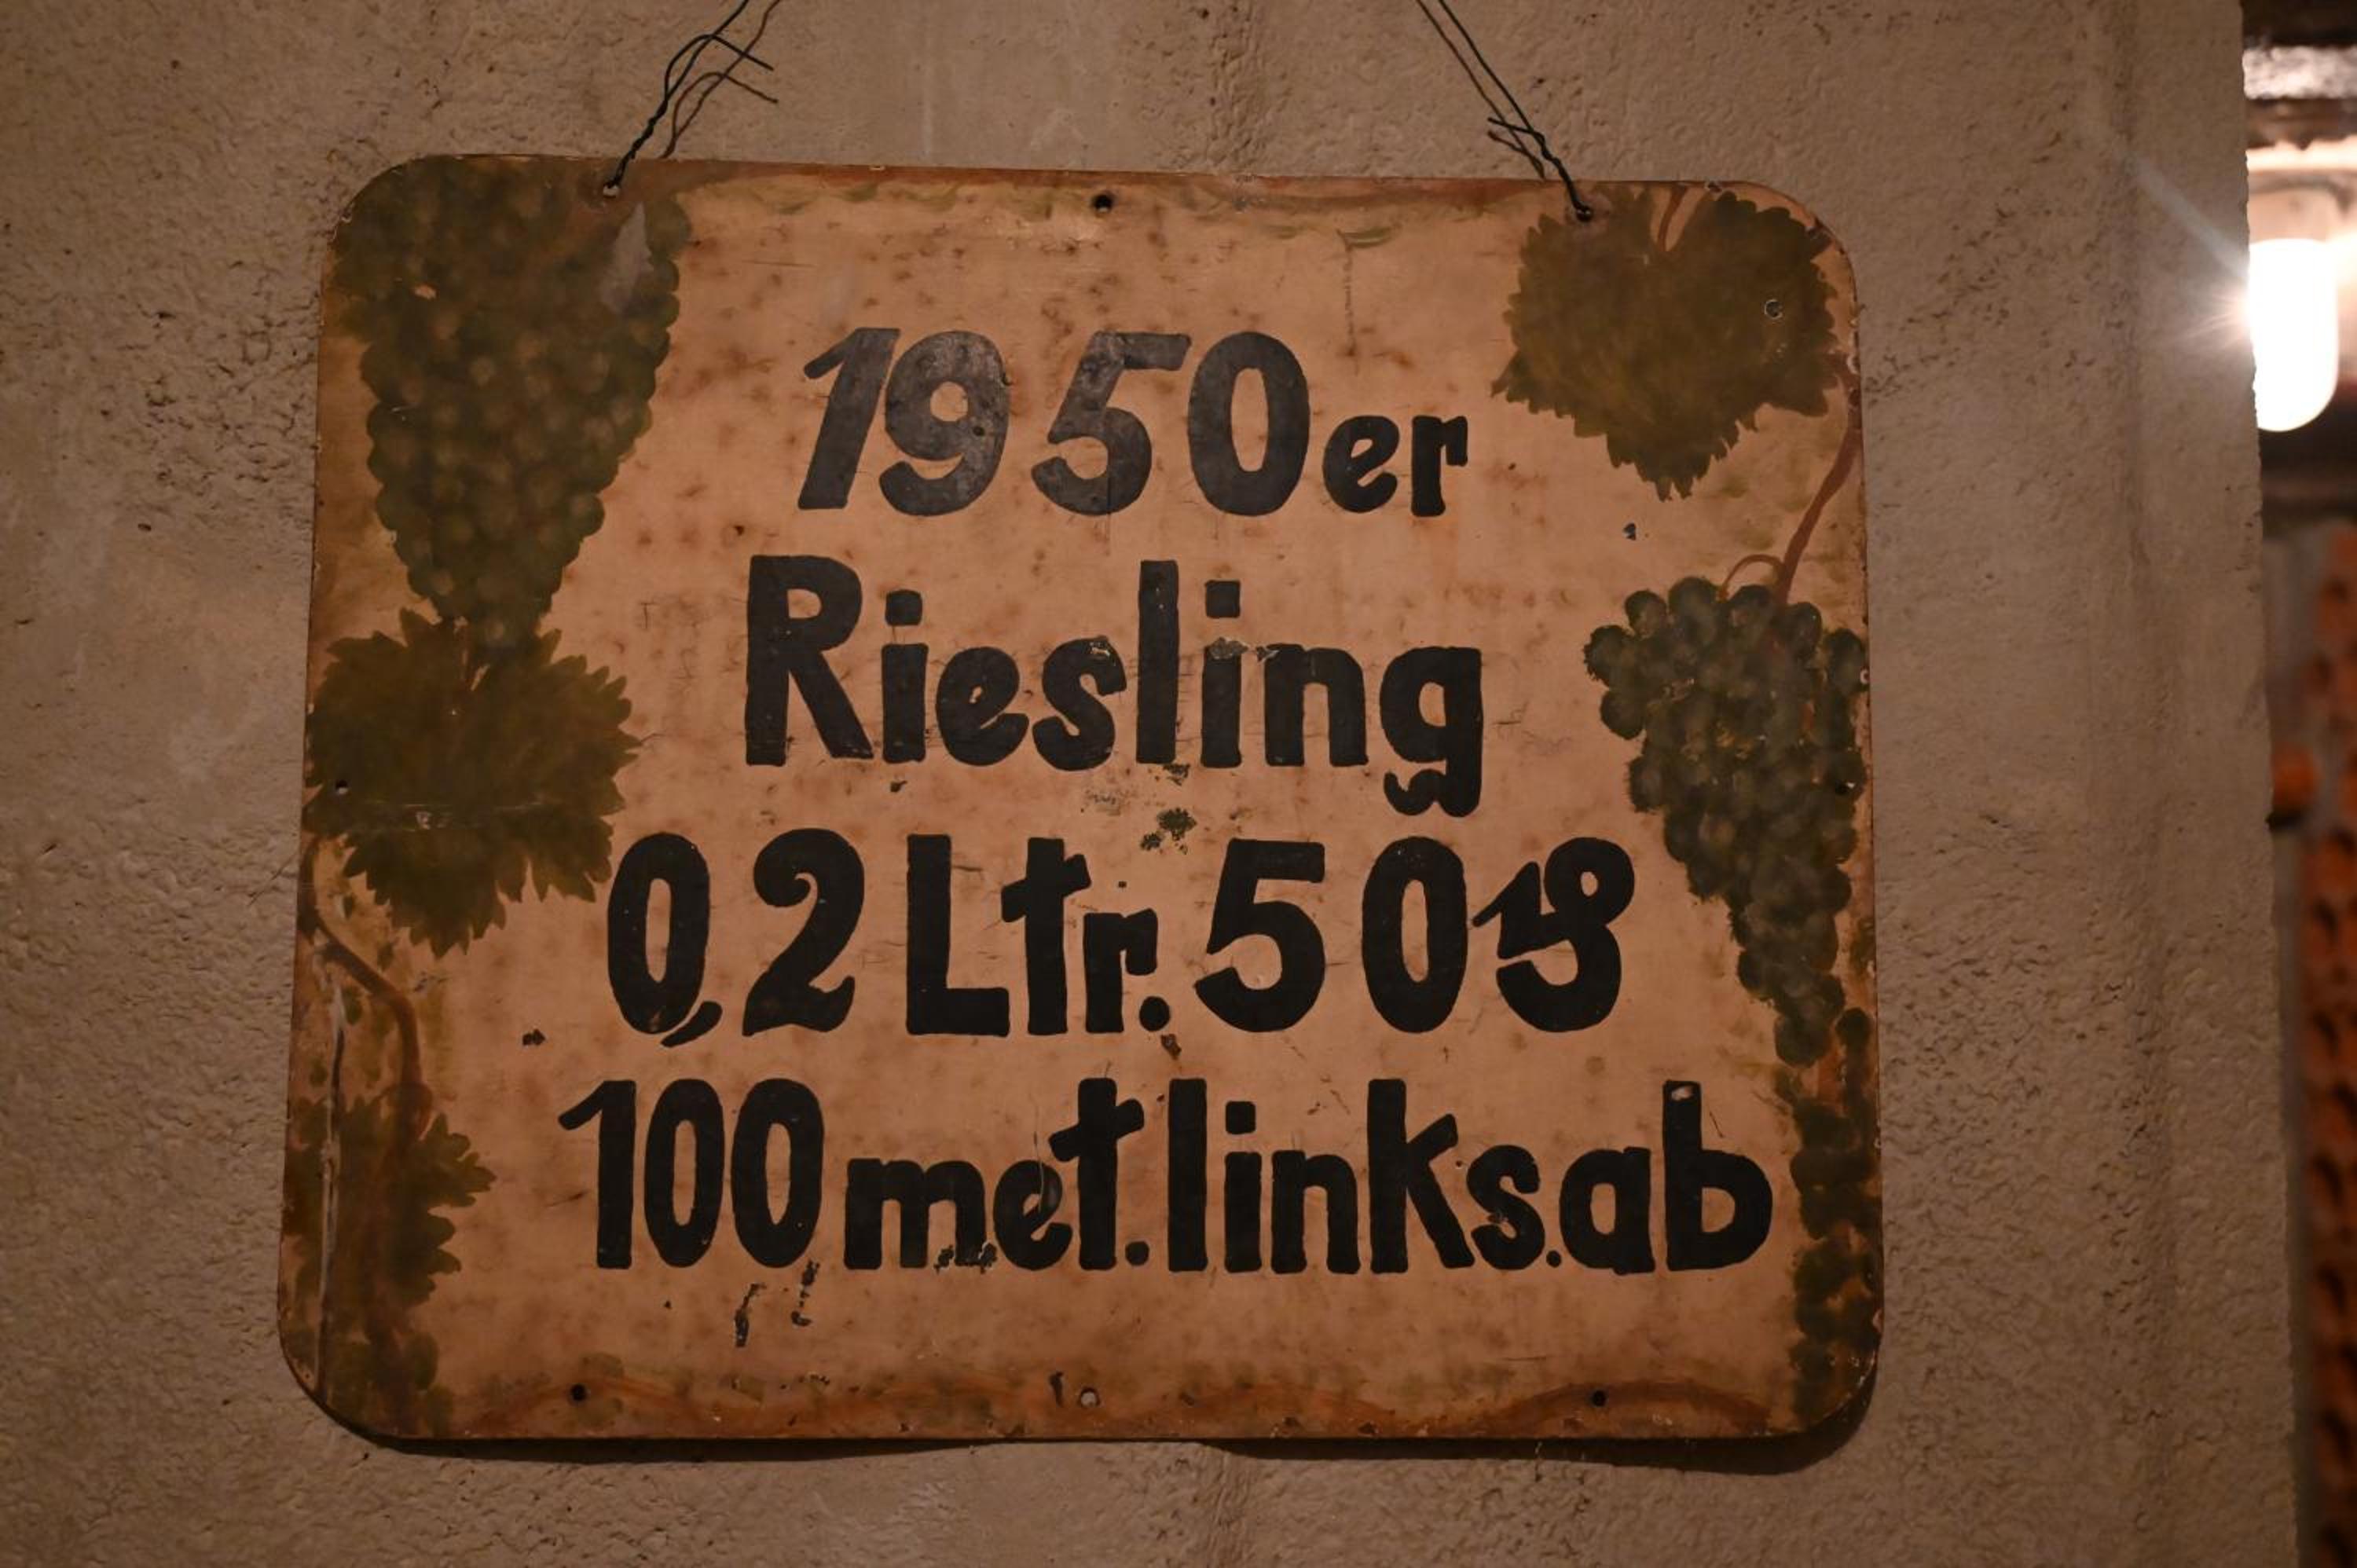 1950er
Riesling
0,2 Ltr. 50 ₰
100 met. links.ab